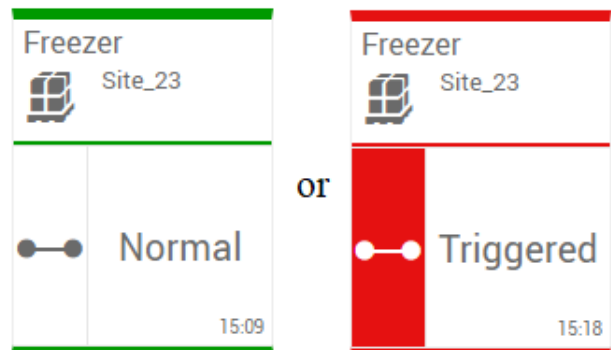 Freezer
Site_23
Normal
15:09
or
Freezer
Site_23
Triggered
15:18